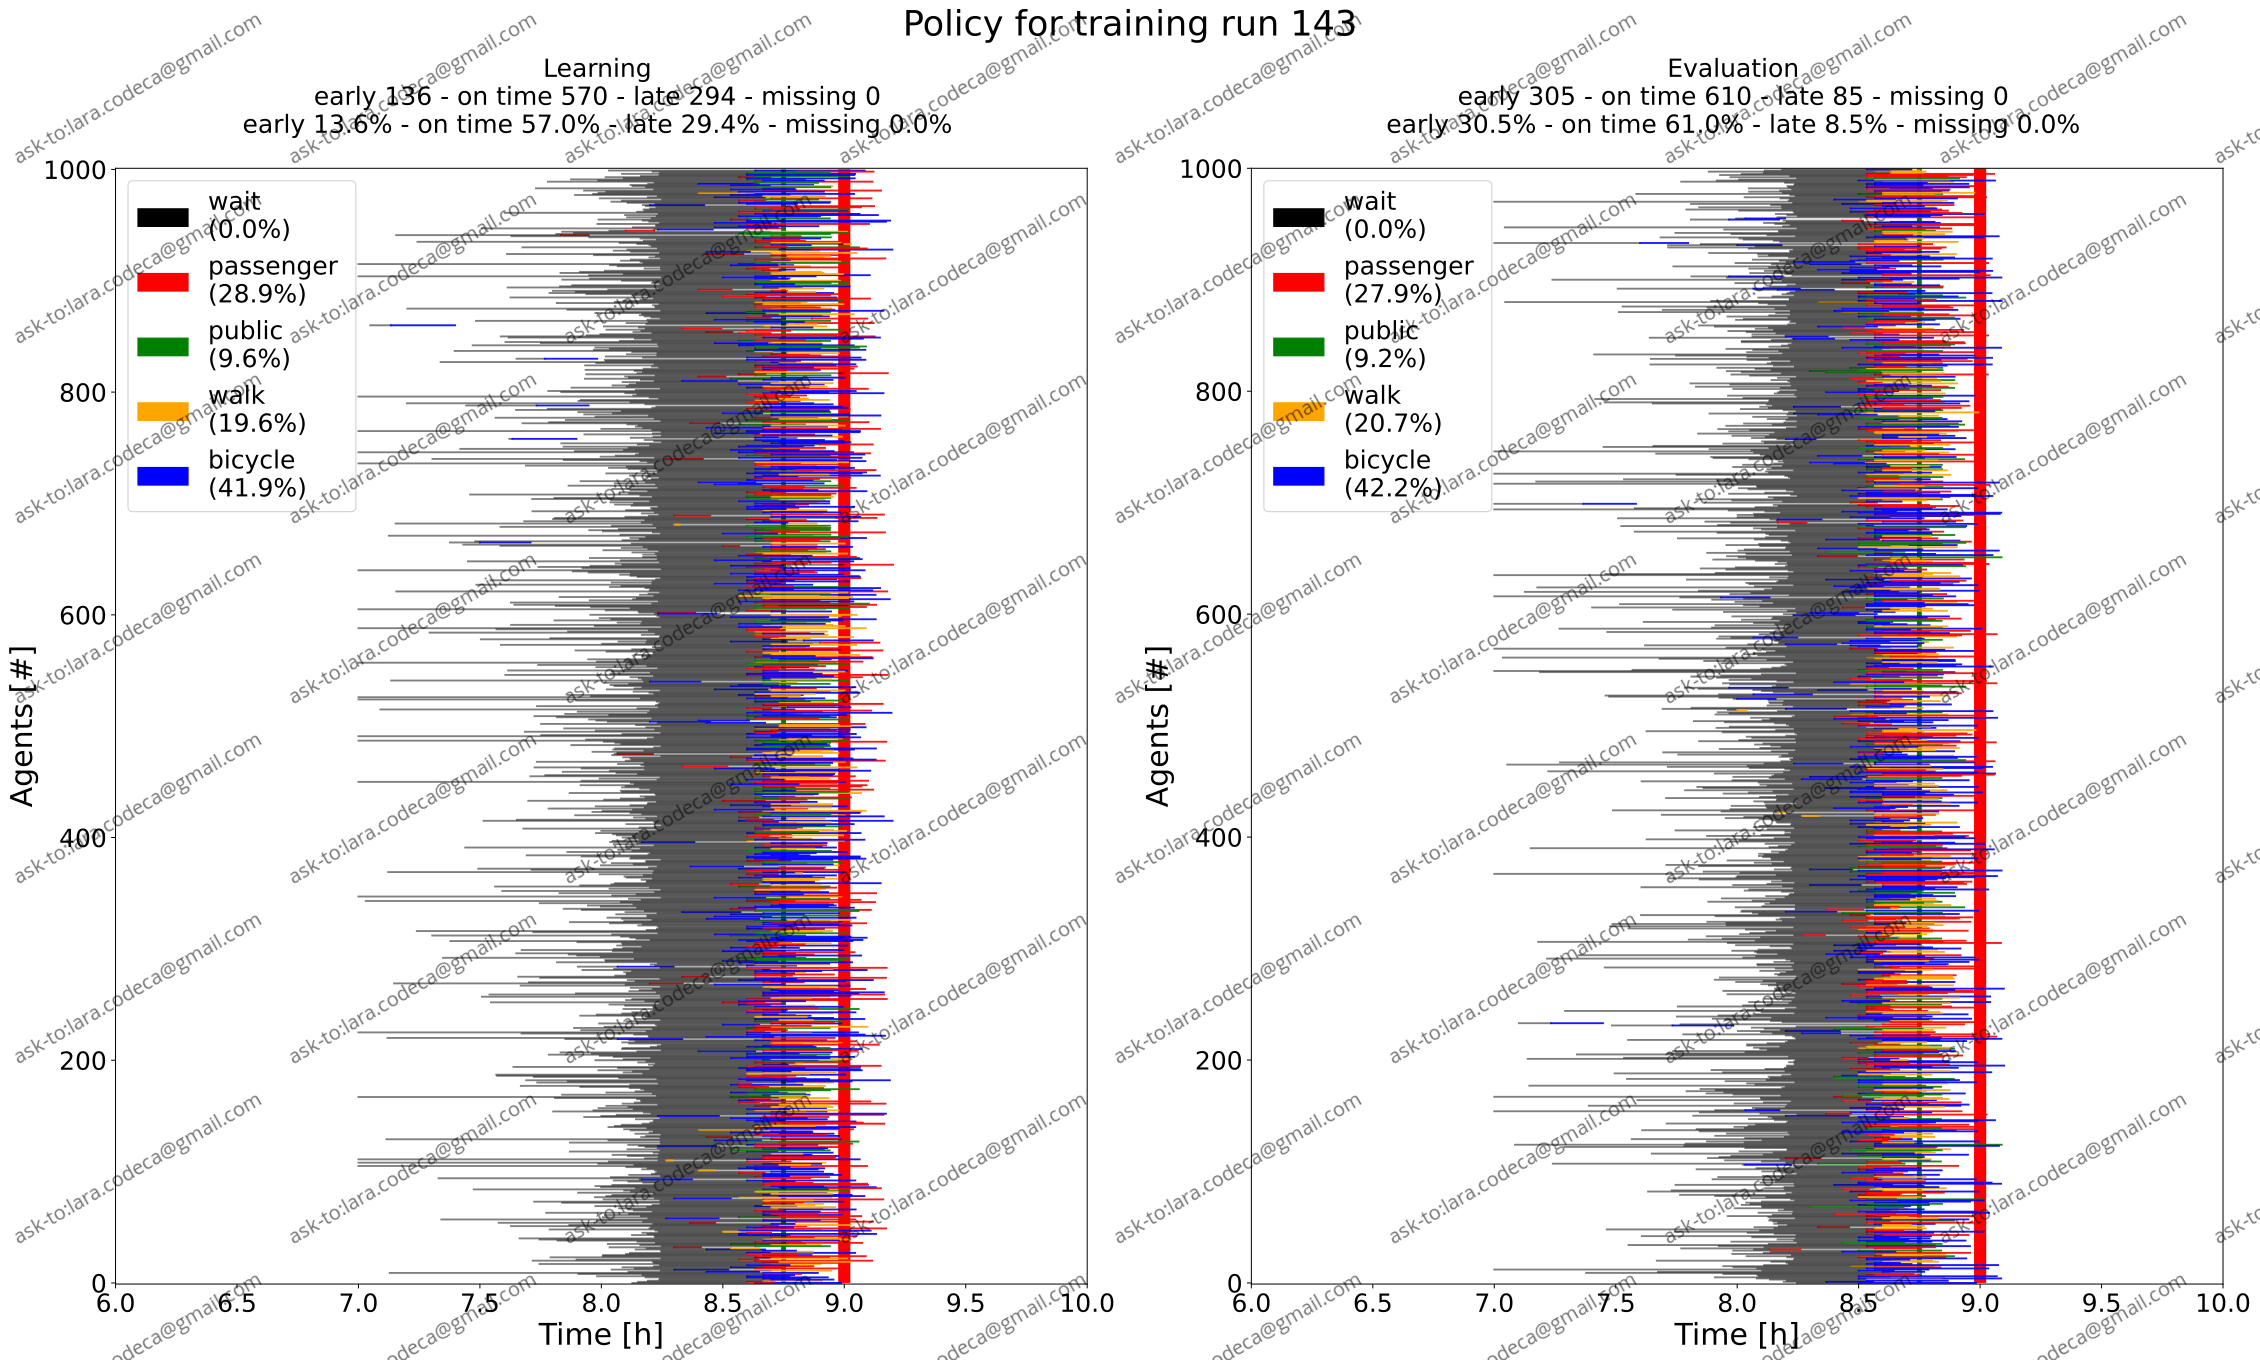 Policy for training run 143
Learning
early 136 - on time 570 - late 294 - missing 0
early 13.6% - on time 57.0% - late 29.4% - missing 0.0%
Evaluation
early 305 - on time 610 - late 85 - missing 0
early 30.5% - on time 61.0% - late 8.5% - missing 0.0%
wait
(0.0%)
passenger
(28.9%)
public
(9.6%)
walk
(19.6%)
bicycle
(41.9%)
Agents [#]
1000
800
600
400
200
0
6.0 6.5 7.0 7.5 8.0 8.5 9.0 9.5 10.0
Time [h]
wait
(0.0%)
passenger
(27.9%)
public
(9.2%)
walk
(20.7%)
bicycle
(42.2%)
Agents [#]
1000
800
600
400
200
0
6.0 6.5 7.0 7.5 8.0 8.5 9.0 9.5 10.0
Time [h]
ask-to:lara.codeca@gmail.com